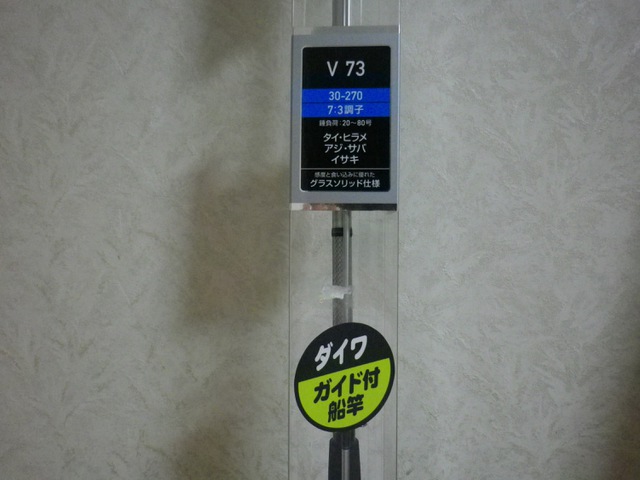 V 73
30-270
7:3調子
錘負荷:20〜80号
タイ・ヒラメ
アジ・サバ
イサキ
感度と食い込みに優れた
グラスソリッド仕様
ダイワ
ガイド付
船竿